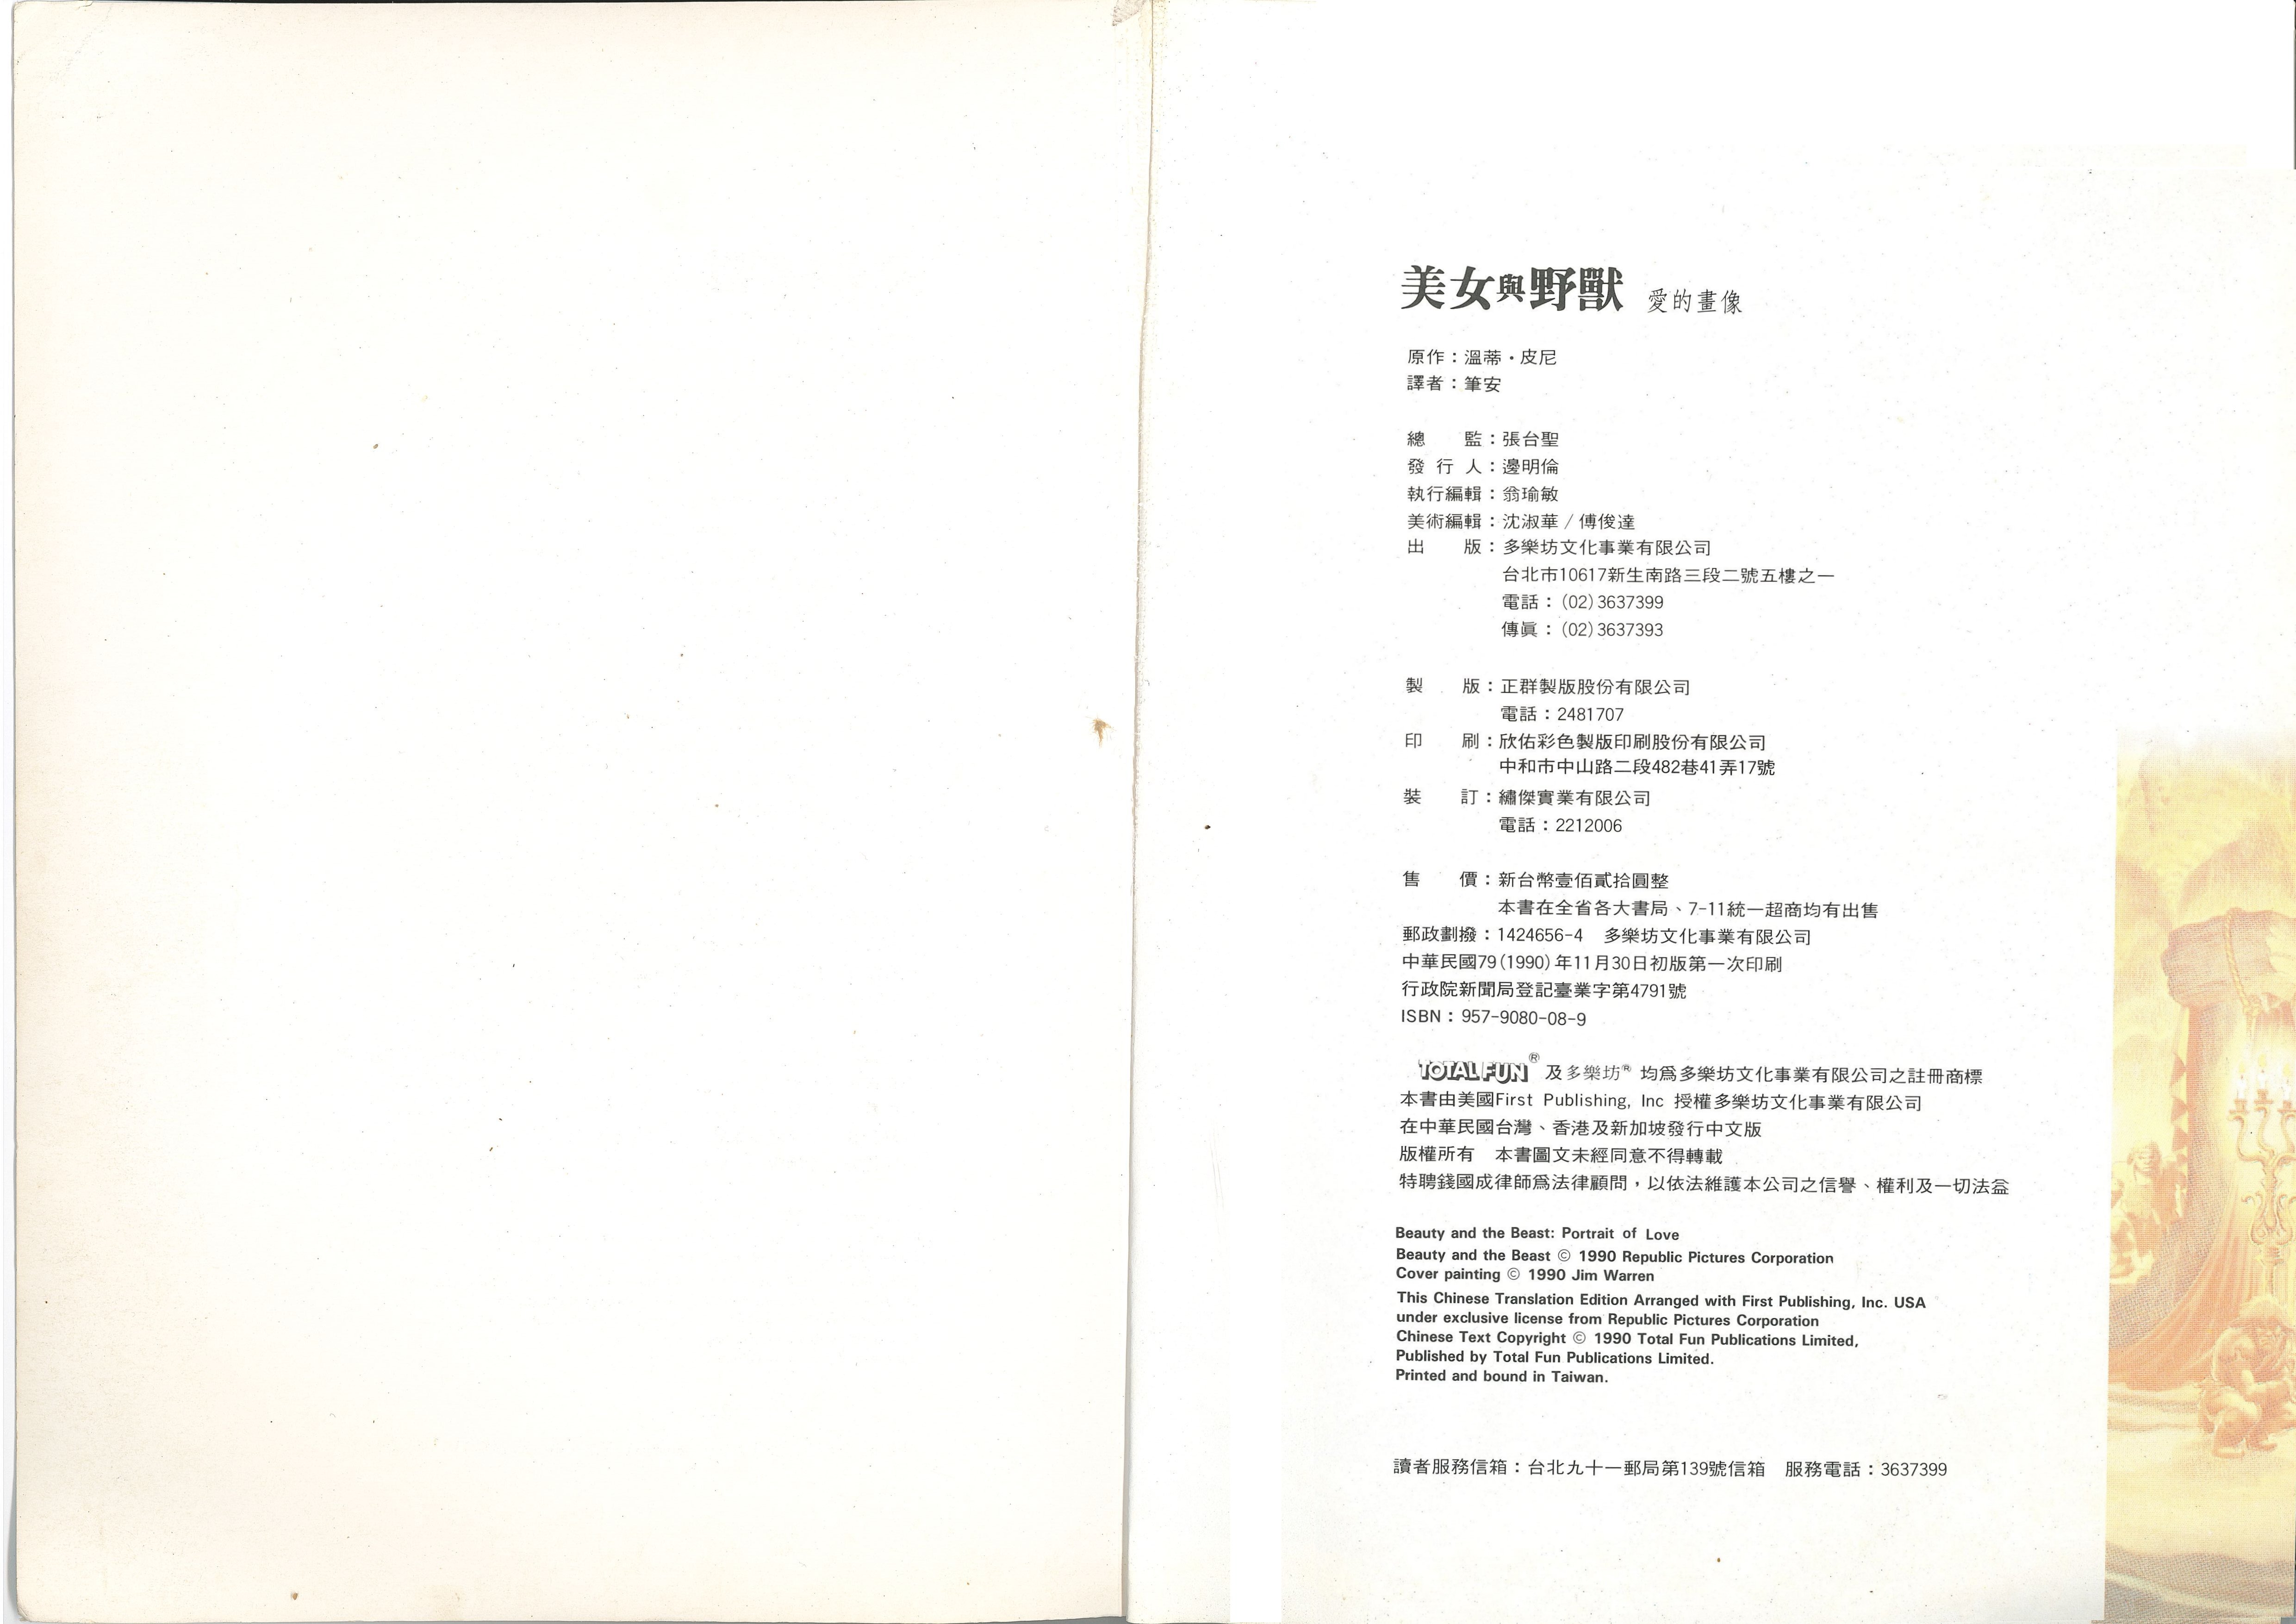 美女與野獸 愛的畫像
原作：溫蒂・皮尼
譯者：筆安
總　　監：張台聖
發 行 人：邊明倫
執行編輯：翁瑜敏
美術編輯：沈淑華／傅俊達
出　　版：多樂坊文化事業有限公司
台北市10617新生南路三段二號五樓之一
電話：(02)3637399
傳眞：(02)3637393
製　　版：正群製版股份有限公司
電話：2481707
印　　刷：欣佑彩色製版印刷股份有限公司
中和市中山路二段482巷41弄17號
裝　　訂：繡傑實業有限公司
電話：2212006
售　　價：新台幣壹佰貳拾圓整
本書在全省各大書局、7-11統一超商均有出售
郵政劃撥：1424656-4　多樂坊文化事業有限公司
中華民國79(1990)年11月30日初版第一次印刷
行政院新聞局登記臺業字第4791號
ISBN：957-9080-08-9
TOTAL FUN® 及多樂坊® 均爲多樂坊文化事業有限公司之註冊商標
本書由美國First Publishing, Inc 授權多樂坊文化事業有限公司
在中華民國台灣、香港及新加坡發行中文版
版權所有　本書圖文未經同意不得轉載
特聘錢國成律師爲法律顧問，以依法維護本公司之信譽、權利及一切法益
Beauty and the Beast: Portrait of Love
Beauty and the Beast © 1990 Republic Pictures Corporation
Cover painting © 1990 Jim Warren
This Chinese Translation Edition Arranged with First Publishing, Inc. USA
under exclusive license from Republic Pictures Corporation
Chinese Text Copyright © 1990 Total Fun Publications Limited,
Published by Total Fun Publications Limited.
Printed and bound in Taiwan.
讀者服務信箱：台北九十一郵局第139號信箱　服務電話：3637399